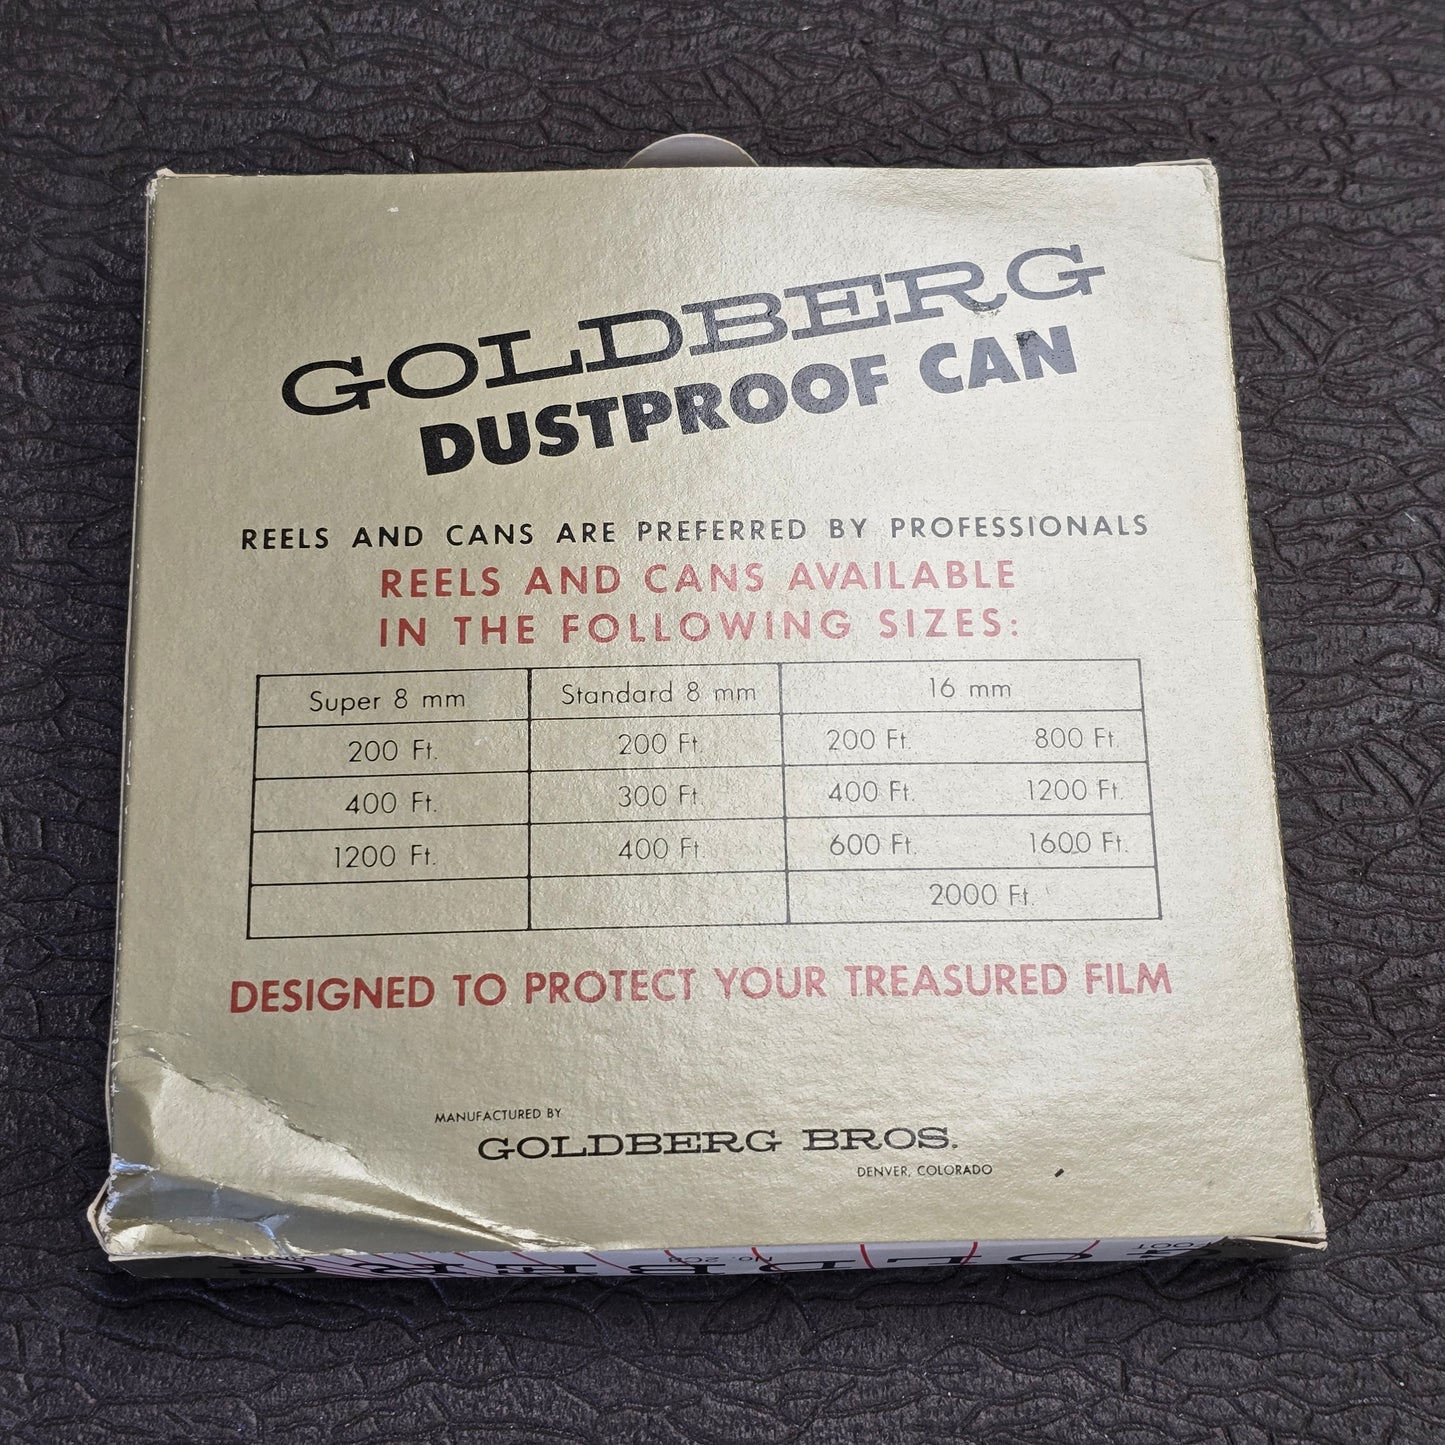 GOLDBERG
DUSTPROOF CAN
REELS AND CANS ARE PREFERRED BY PROFESSIONALS
REELS AND CANS AVAILABLE
IN THE FOLLOWING SIZES:
Super 8 mm Standard 8 mm 16 mm
200 Ft. 200 Ft. 200 Ft. 800 Ft.
400 Ft. 300 Ft. 400 Ft. 1200 Ft.
1200 Ft. 400 Ft. 600 Ft. 1600 Ft.
2000 Ft.
DESIGNED TO PROTECT YOUR TREASURED FILM
MANUFACTURED BY
GOLDBERG BROS.
DENVER, COLORADO